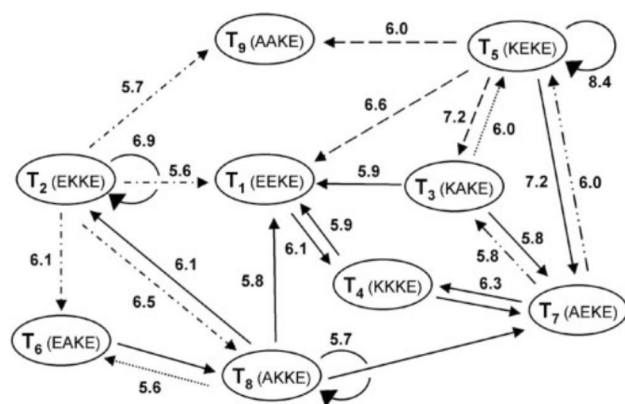 T9 (AAKE)
6.0
T5 (KEKE)
8.4
5.7
6.6
7.2
6.0
6.9
T2 (EKKE)
5.6
T1 (EEKE)
5.9
T3 (KAKE)
7.2
6.0
5.9
6.1
5.8
5.8
6.1
6.5
6.1
5.8
T4 (KKKE)
6.3
T7 (AEKE)
T6 (EAKE)
5.6
T8 (AKKE)
5.7